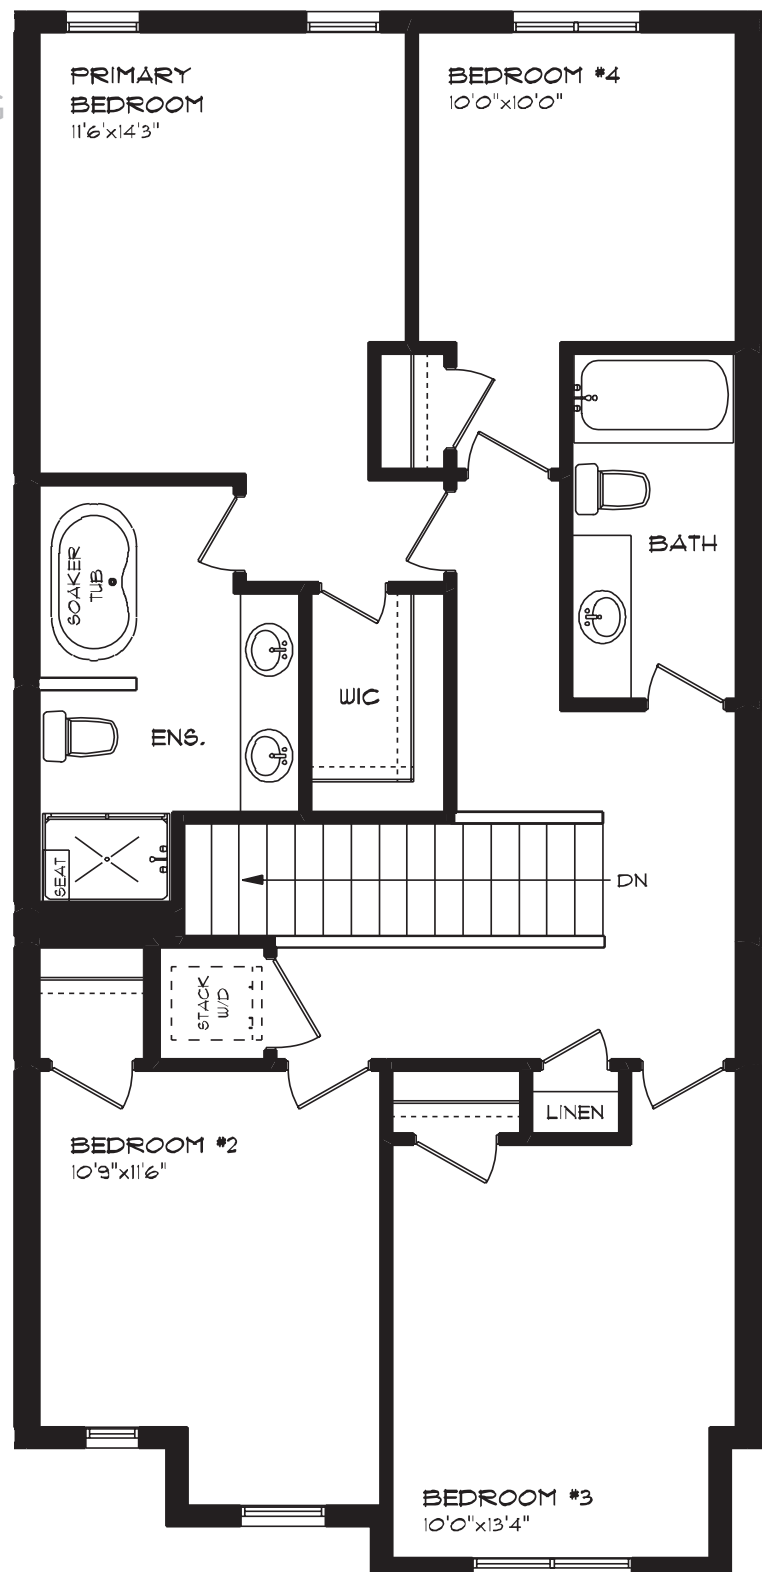 PRIMARY
BEDROOM
11'6'x14'3"
BEDROOM #4
10'0"x10'0"
SOAKER
TUB
BATH
WIC
ENS.
SEAT
DN
STACK
W/D
LINEN
BEDROOM #2
10'9"x11'6"
BEDROOM #3
10'0"x13'4"